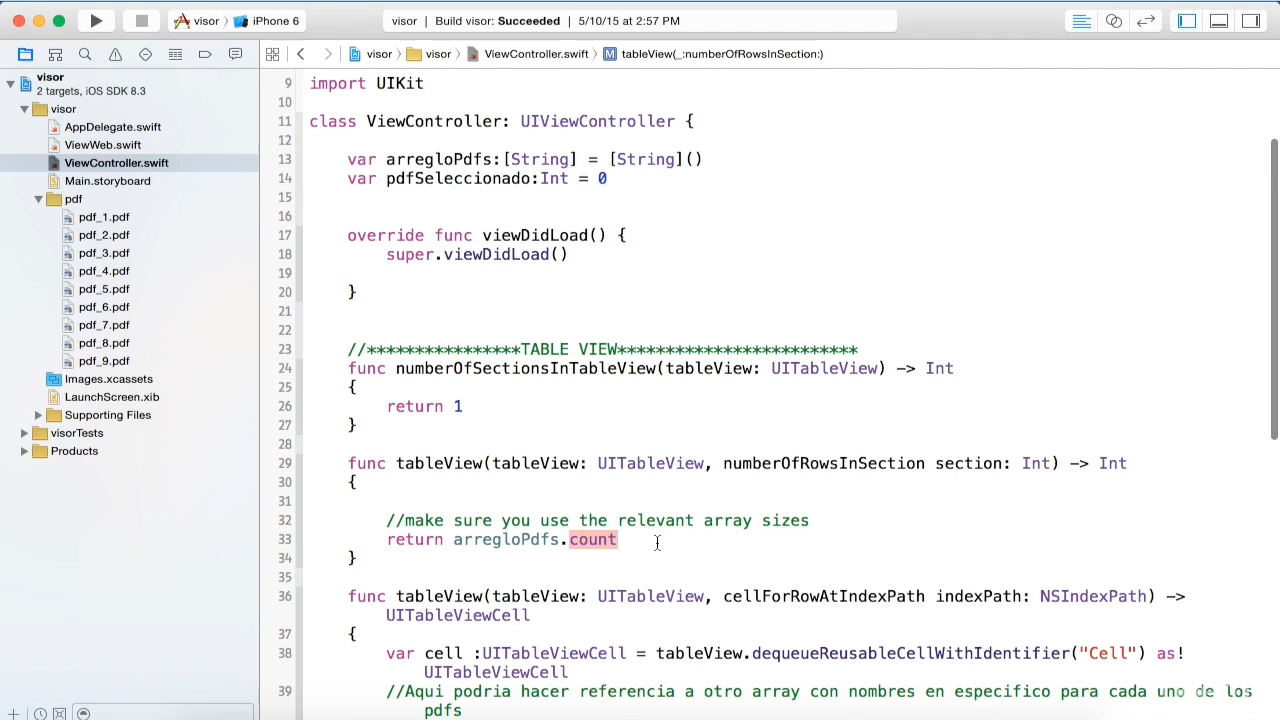 visor
iPhone 6
visor | Build visor: Succeeded | 5/10/15 at 2:57 PM
visor
visor
ViewController.swift
M
tableView(_:numberOfRowsInSection:)
visor
2 targets, iOS SDK 8.3
visor
AppDelegate.swift
ViewWeb.swift
ViewController.swift
Main.storyboard
pdf
pdf_1.pdf
pdf_2.pdf
pdf_3.pdf
pdf_4.pdf
pdf_5.pdf
pdf_6.pdf
pdf_7.pdf
pdf_8.pdf
pdf_9.pdf
Images.xcassets
LaunchScreen.xib
Supporting Files
visorTests
Products
9 import UIKit
10
11 class ViewController: UIViewController {
12
13 var arregloPdfs:[String] = [String]()
14 var pdfSeleccionado:Int = 0
15
16
17 override func viewDidLoad() {
18 super.viewDidLoad()
19
20 }
21
22
23 //****************TABLE VIEW*************************
24 func numberOfSectionsInTableView(tableView: UITableView) -> Int
25 {
26 return 1
27 }
28
29 func tableView(tableView: UITableView, numberOfRowsInSection section: Int) -> Int
30 {
31
32 //make sure you use the relevant array sizes
33 return arregloPdfs.count
34 }
35
36 func tableView(tableView: UITableView, cellForRowAtIndexPath indexPath: NSIndexPath) ->
UITableViewCell
37 {
38 var cell :UITableViewCell = tableView.dequeueReusableCellWithIdentifier("Cell") as!
UITableViewCell
39 //Aqui podria hacer referencia a otro array con nombres en especifico para cada uno de los
pdfs